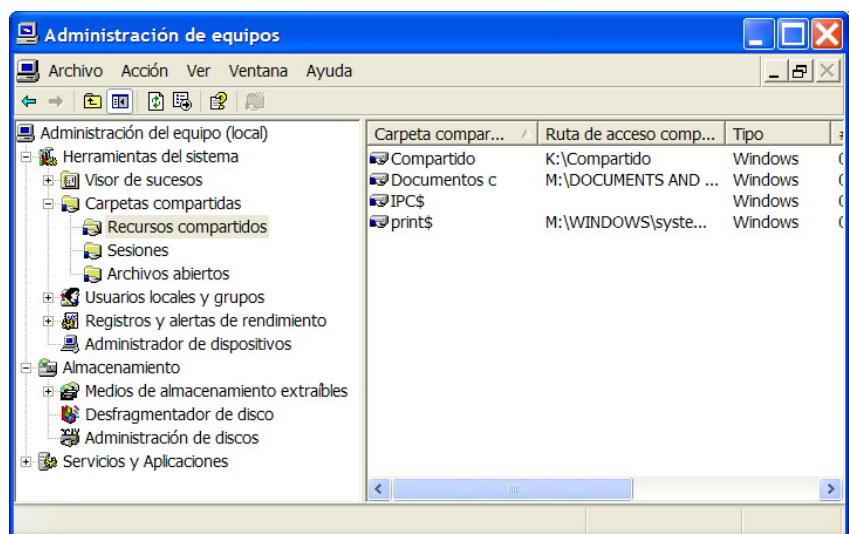 Administración de equipos
Archivo Acción Ver Ventana Ayuda
Administración del equipo (local)
Herramientas del sistema
Visor de sucesos
Carpetas compartidas
Recursos compartidos
Sesiones
Archivos abiertos
Usuarios locales y grupos
Registros y alertas de rendimiento
Administrador de dispositivos
Almacenamiento
Medios de almacenamiento extraíbles
Desfragmentador de disco
Administración de discos
Servicios y Aplicaciones
Carpeta compar... Ruta de acceso comp... Tipo
Compartido K:\Compartido Windows
Documentos c M:\DOCUMENTS AND ... Windows
IPC$ Windows
print$ M:\WINDOWS\syste... Windows